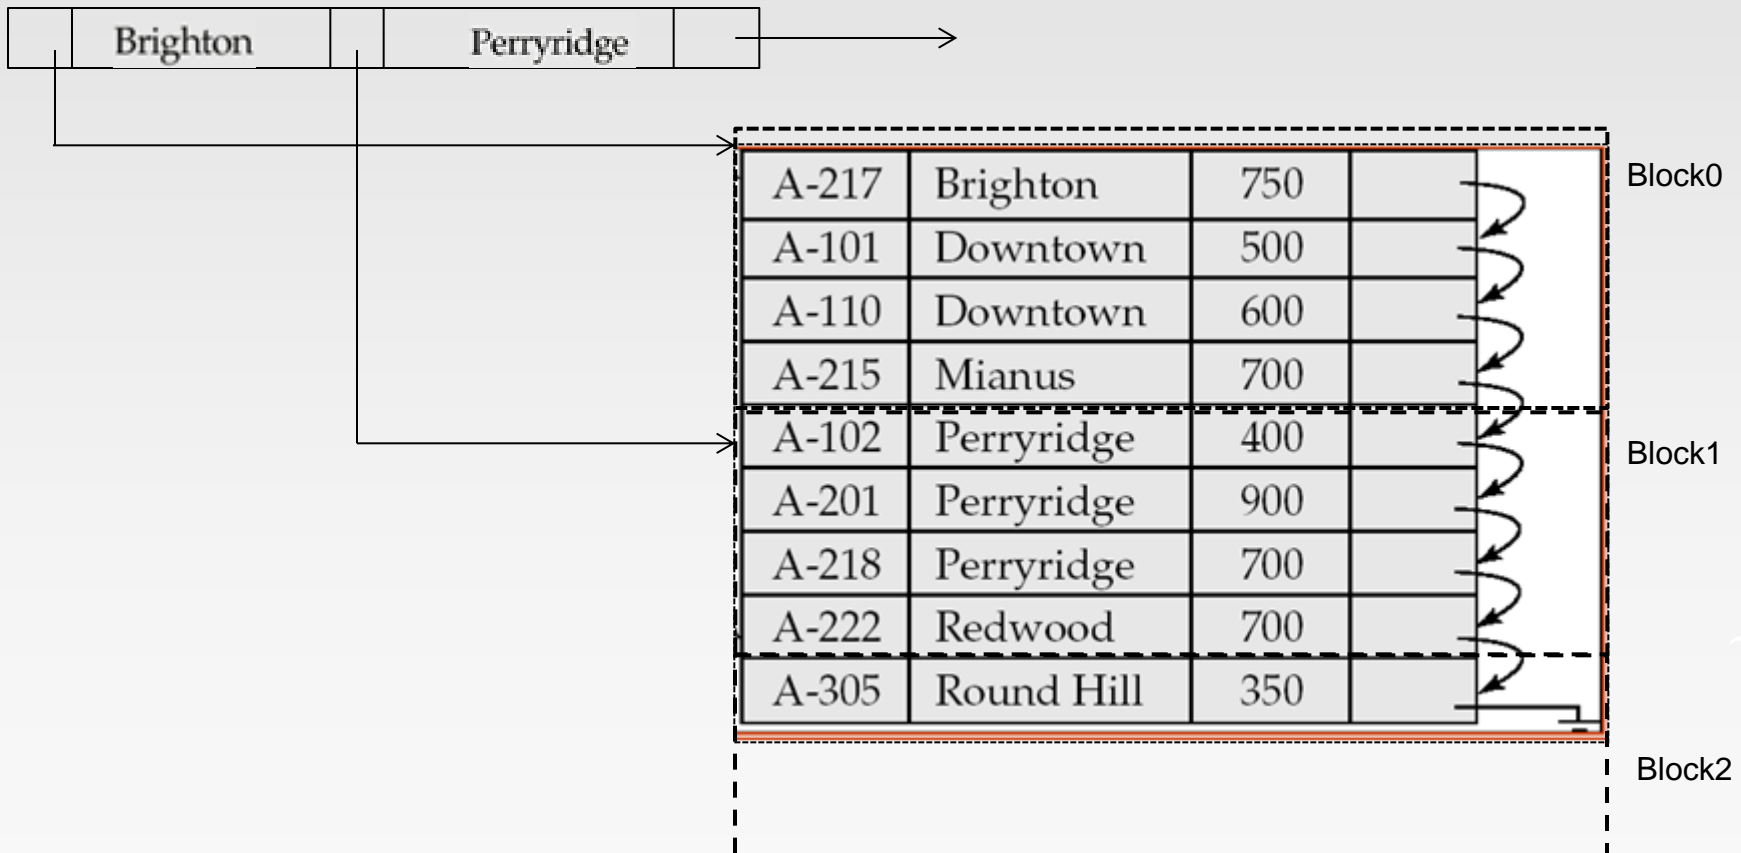 Brighton Perryridge
A-217 Brighton 750 Block0
A-101 Downtown 500
A-110 Downtown 600
A-215 Mianus 700
A-102 Perryridge 400 Block1
A-201 Perryridge 900
A-218 Perryridge 700
A-222 Redwood 700
A-305 Round Hill 350
Block2